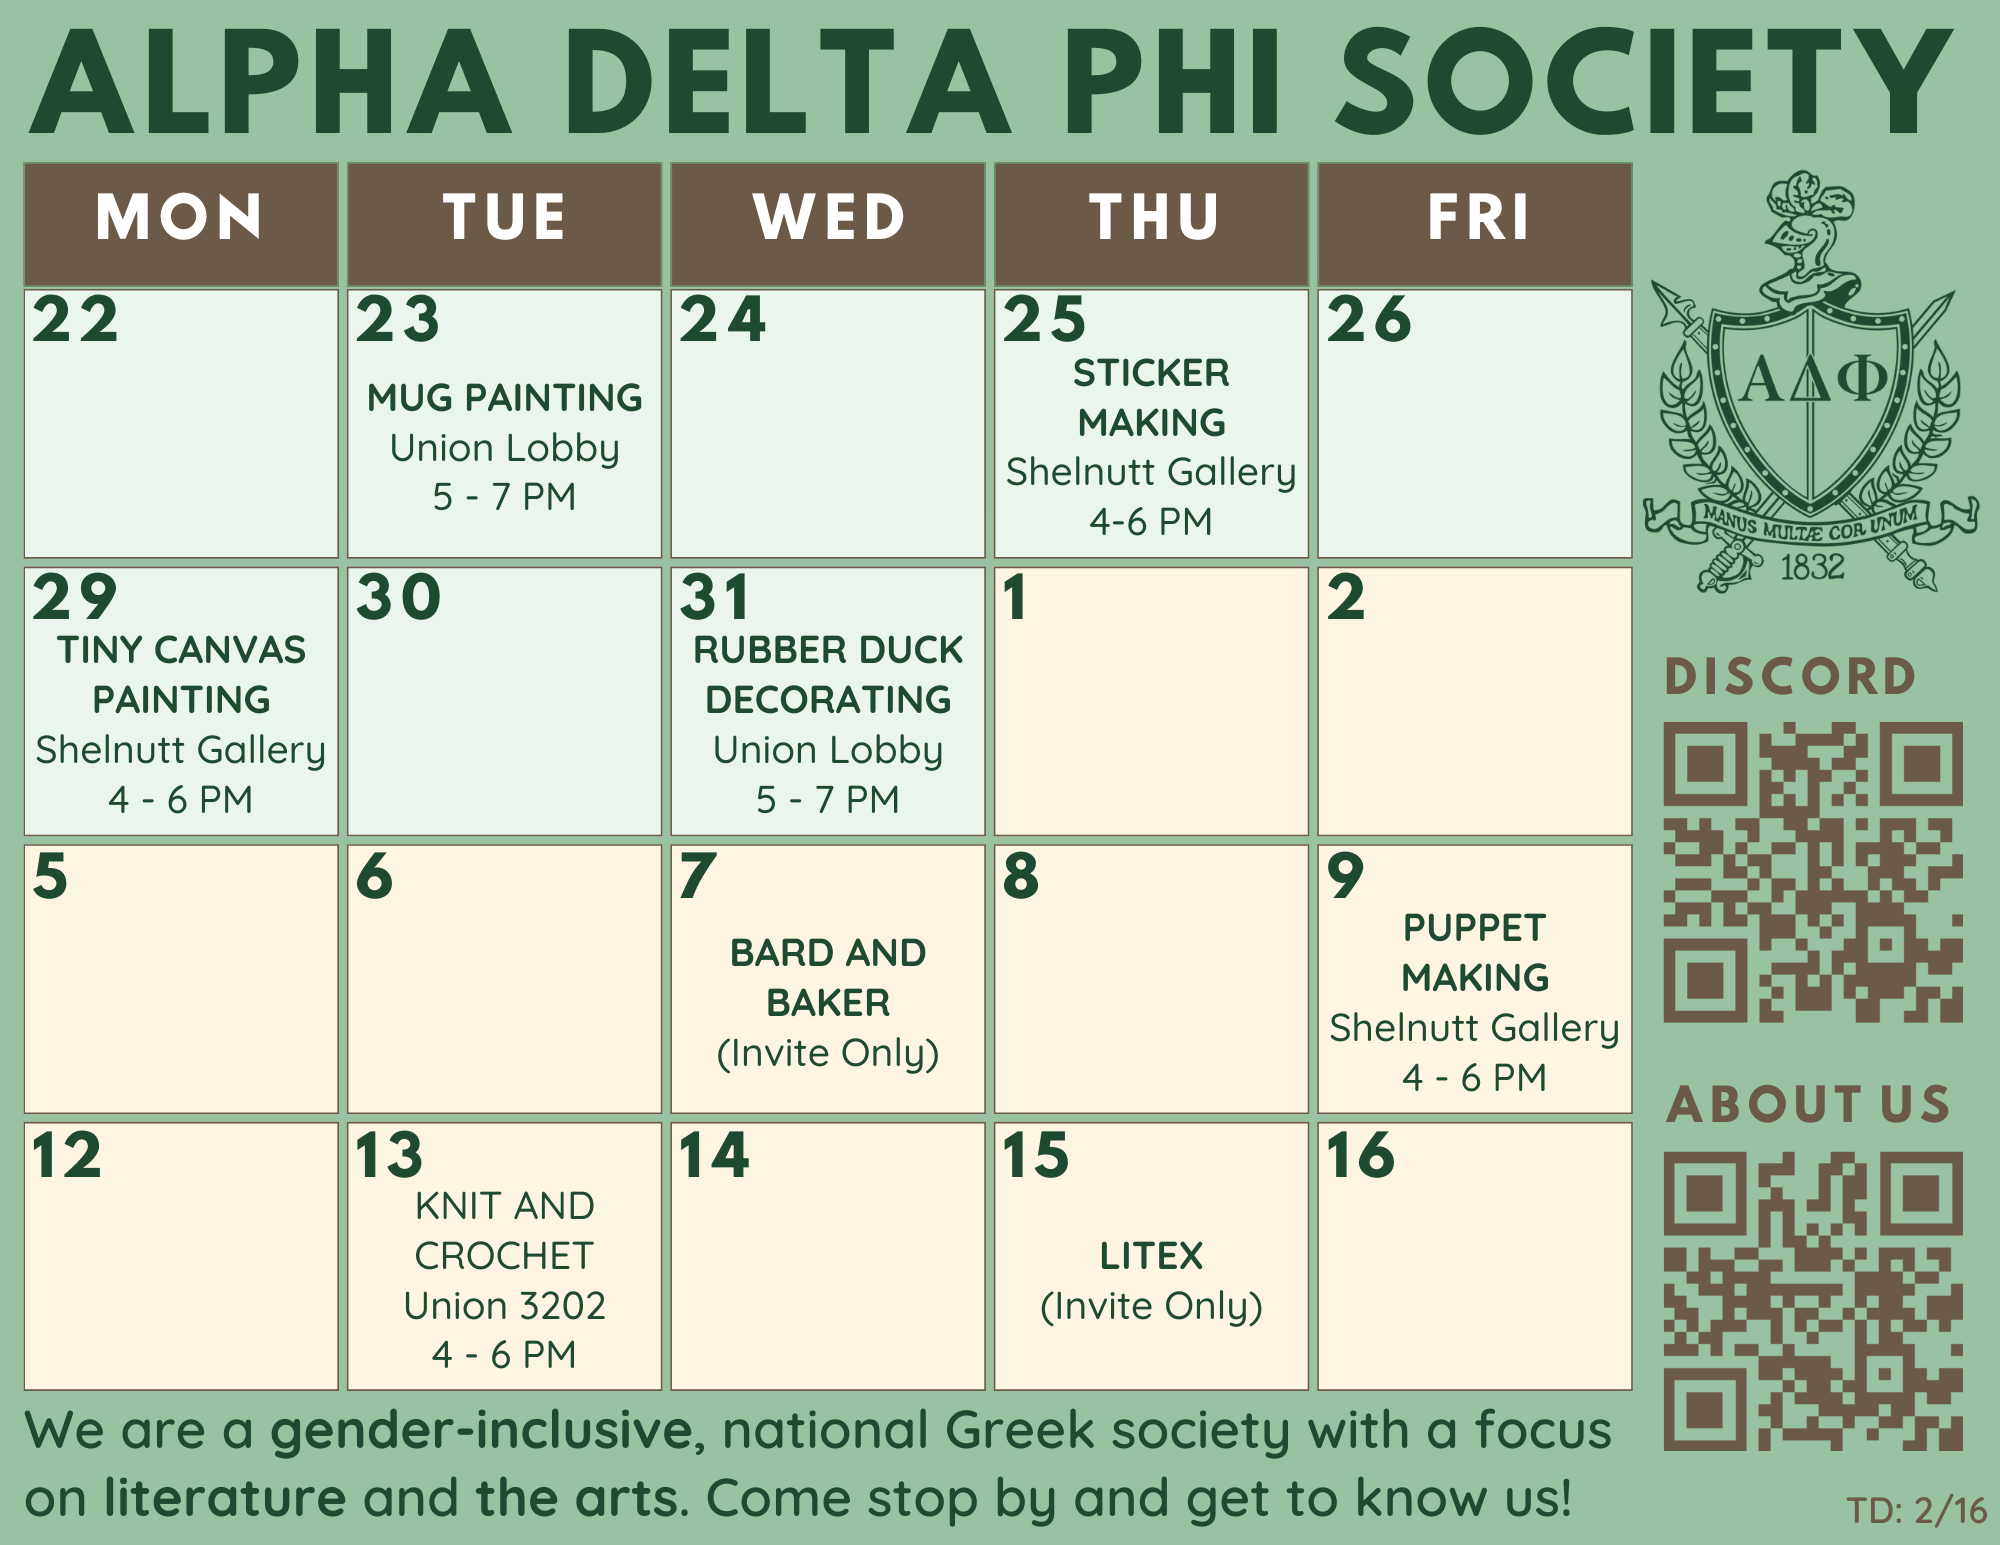 ALPHA DELTA PHI SOCIETY
MON TUE WED THU FRI
22
23
MUG PAINTING
Union Lobby
5 - 7 PM
24
25
STICKER
MAKING
Shelnutt Gallery
4-6 PM
26
29
TINY CANVAS
PAINTING
Shelnutt Gallery
4 - 6 PM
30
31
RUBBER DUCK
DECORATING
Union Lobby
5 - 7 PM
1
2
5
6
7
BARD AND
BAKER
(Invite Only)
8
9
PUPPET
MAKING
Shelnutt Gallery
4 - 6 PM
12
13
KNIT AND
CROCHET
Union 3202
4 - 6 PM
14
15
LITEX
(Invite Only)
16
ΑΔΦ
MANUS MULTÆ COR UNUM
1832
DISCORD
ABOUT US
We are a gender-inclusive, national Greek society with a focus
on literature and the arts. Come stop by and get to know us!
TD: 2/16